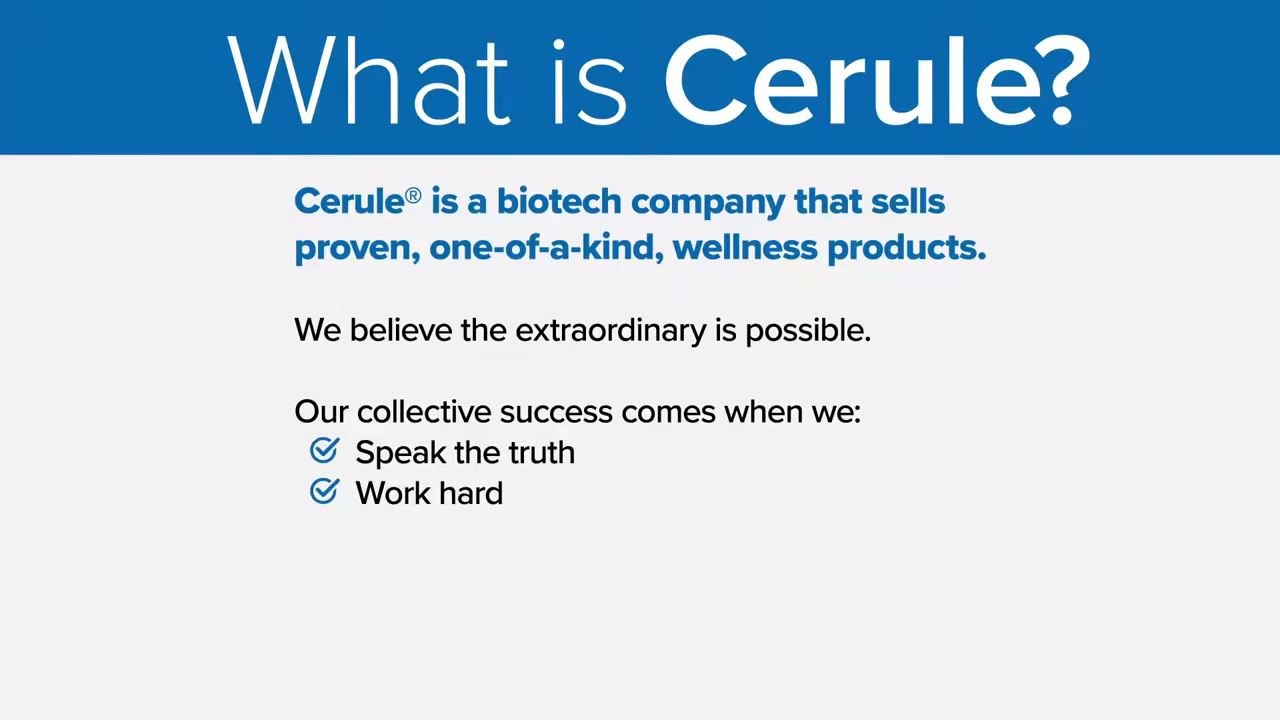 What is Cerule?
Cerule® is a biotech company that sells
proven, one-of-a-kind, wellness products.
We believe the extraordinary is possible.
Our collective success comes when we:
Speak the truth
Work hard